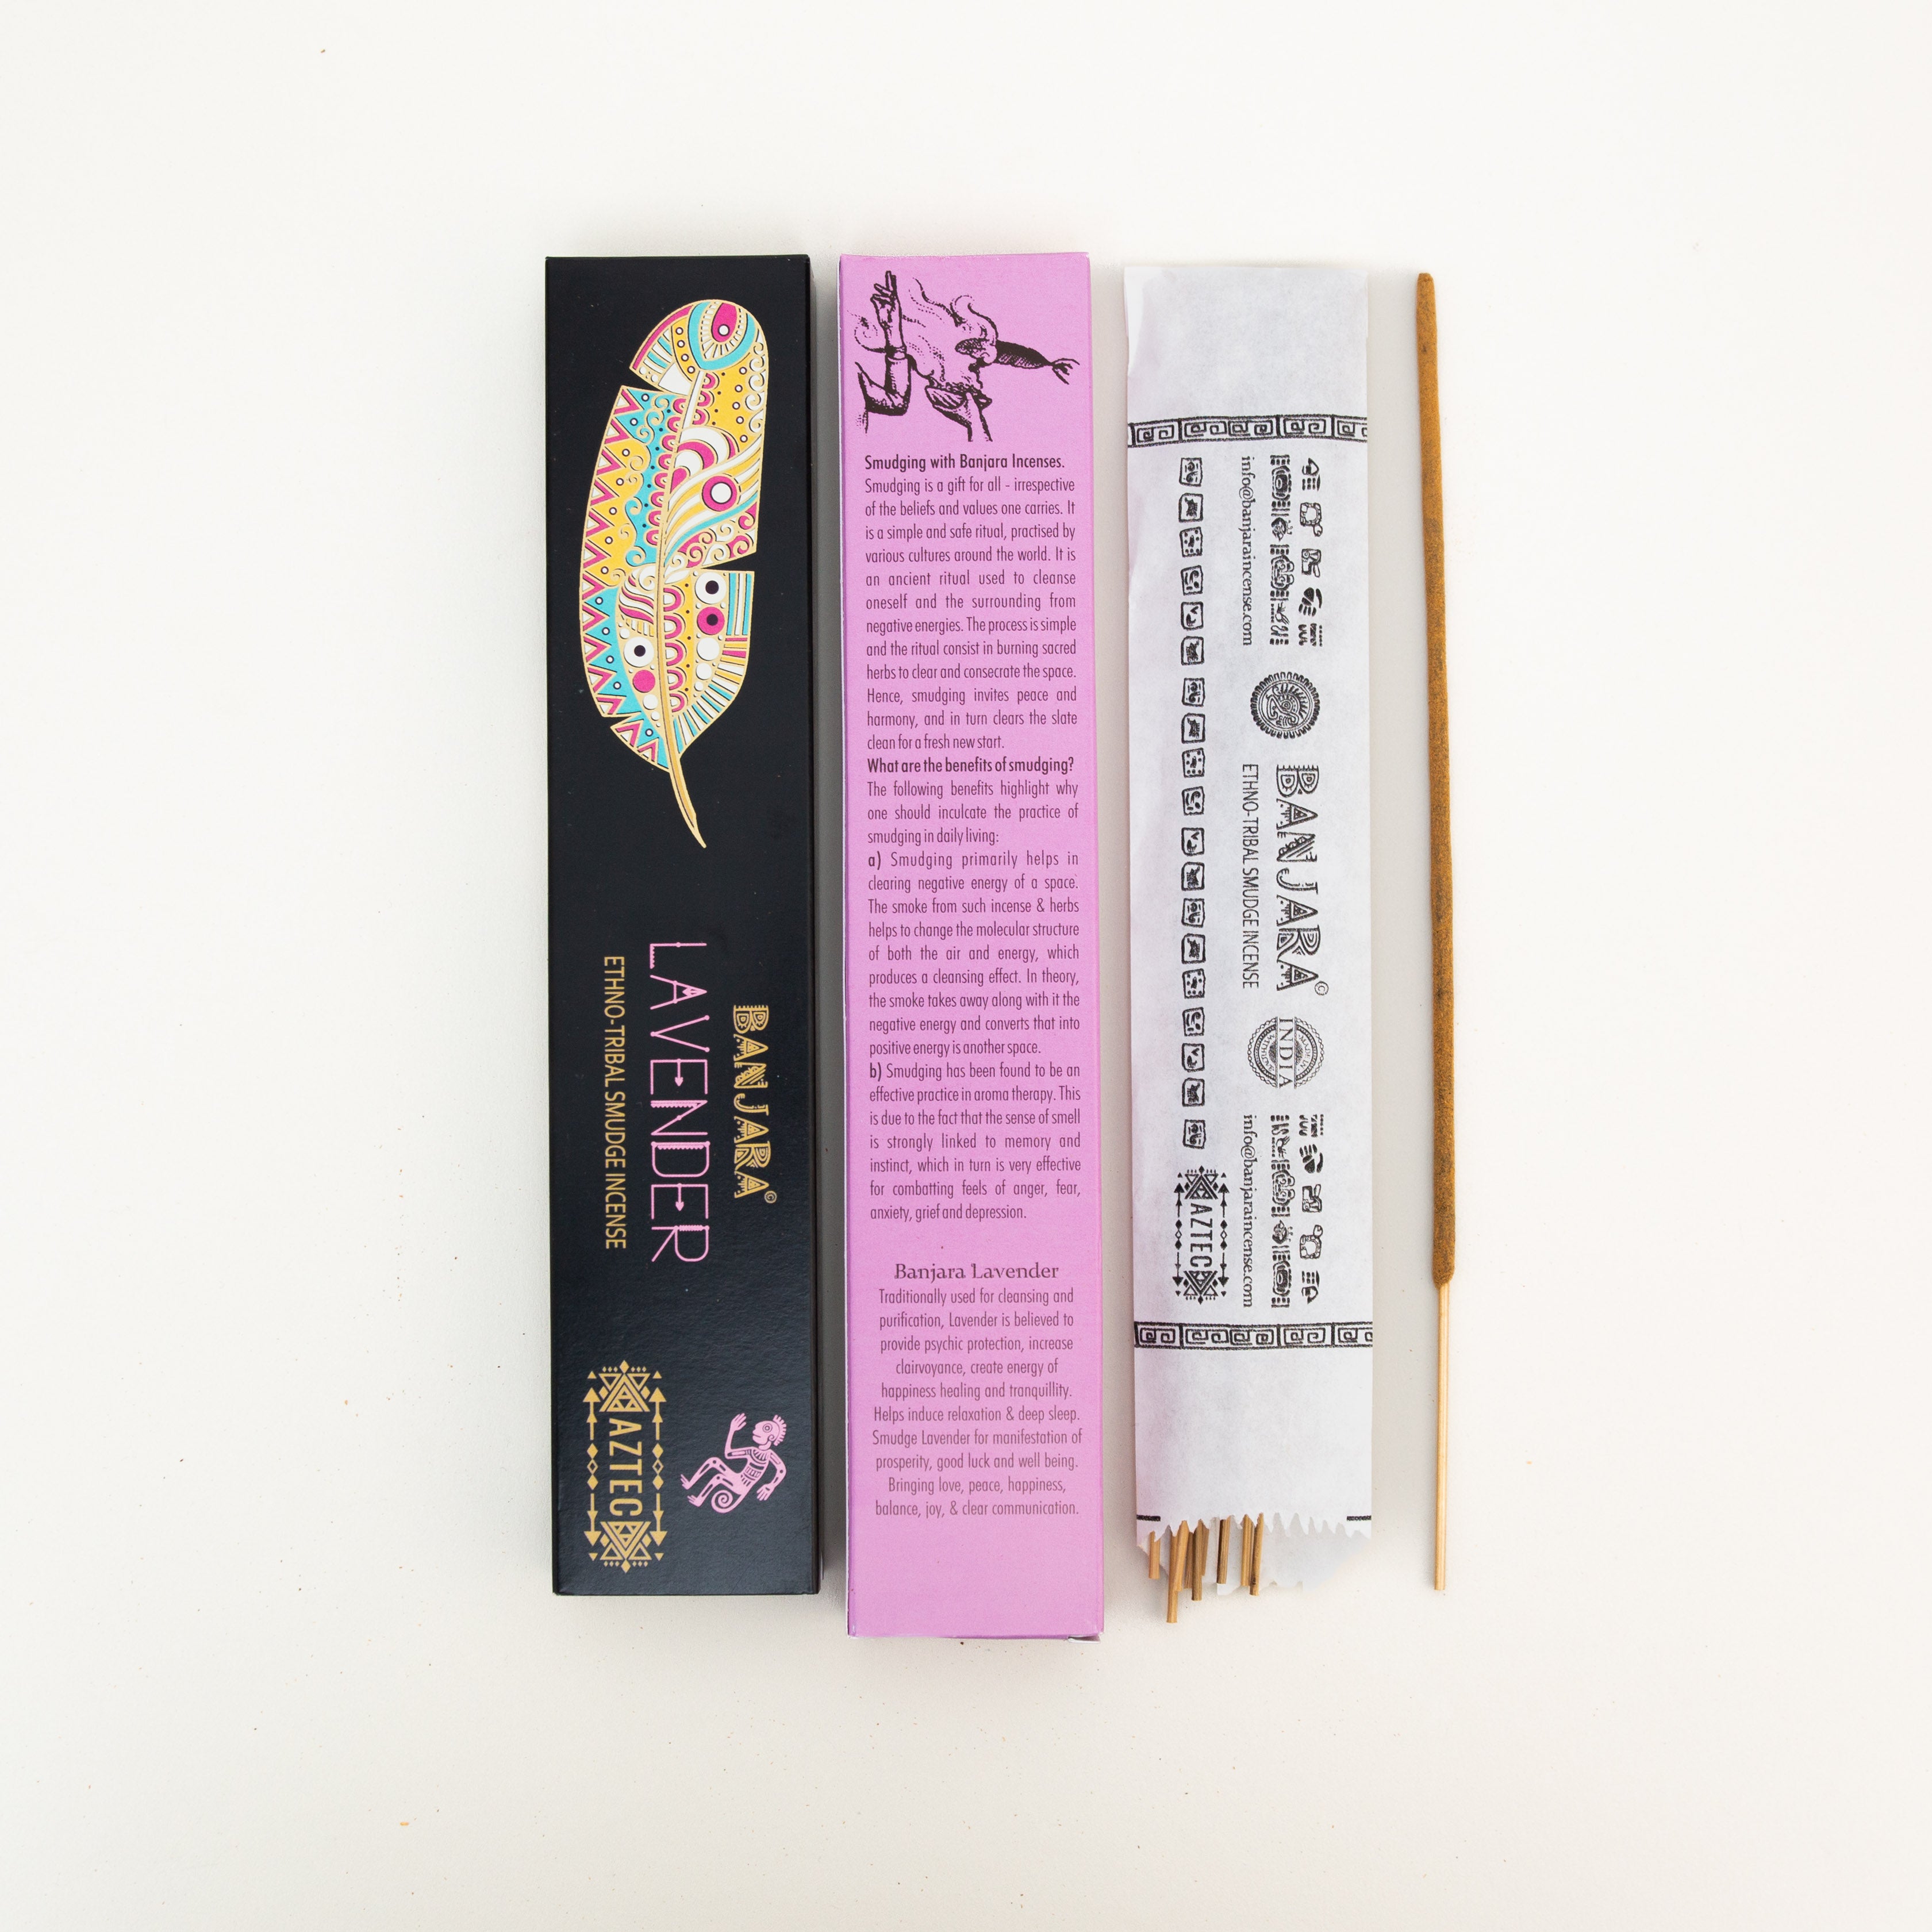 BANJARA©
LAVENDER
ETHNO-TRIBAL SMUDGE INCENSE
AZTEC
Smudging with Banjara Incenses.
Smudging is a gift for all - irrespective
of the beliefs and values one carries. It
is a simple and safe ritual, practised by
various cultures around the world. It is
an ancient ritual used to cleanse
oneself and the surrounding from
negative energies. The process is simple
and the ritual consist in burning sacred
herbs to clear and consecrate the space.
Hence, smudging invites peace and
harmony, and in turn clears the slate
clean for a fresh new start.
What are the benefits of smudging?
The following benefits highlight why
one should inculcate the practice of
smudging in daily living:
a) Smudging primarily helps in
clearing negative energy of a space.
The smoke from such incense & herbs
helps to change the molecular structure
of both the air and energy, which
produces a cleansing effect. In theory,
the smoke takes away along with it the
negative energy and converts that into
positive energy is another space.
b) Smudging has been found to be an
effective practice in aroma therapy. This
is due to the fact that the sense of smell
is strongly linked to memory and
instinct, which in turn is very effective
for combatting feels of anger, fear,
anxiety, grief and depression.
Banjara Lavender
Traditionally used for cleansing and
purification, Lavender is believed to
provide psychic protection, increase
clairvoyance, create energy of
happiness healing and tranquillity.
Helps induce relaxation & deep sleep.
Smudge Lavender for manifestation of
prosperity, good luck and well being.
Bringing love, peace, happiness,
balance, joy, & clear communication.
info@banjaraincense.com
BANJARA©
ETHNO-TRIBAL SMUDGE INCENSE
MADE IN
INDIA
info@banjaraincense.com
AZTEC